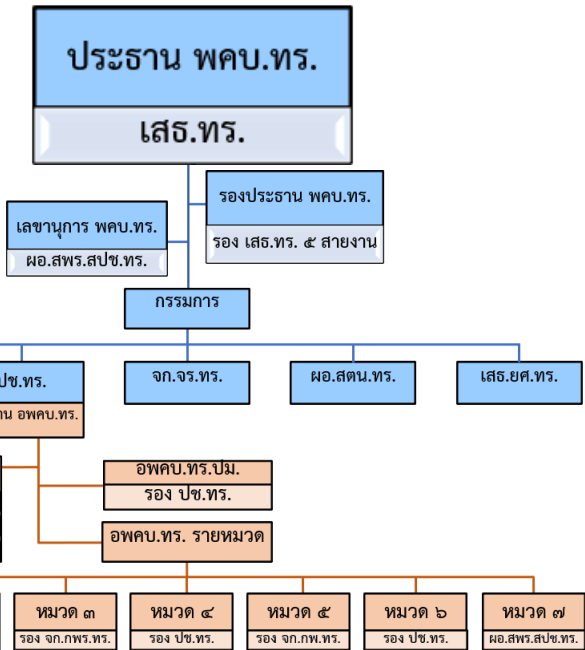 ประธาน พคบ.ทร.
เสธ.ทร.
รองประธาน พคบ.ทร.
รอง เสธ.ทร. ๕ สายงาน
เลขานุการ พคบ.ทร.
ผอ.สพร.สปช.ทร.
กรรมการ
ปช.ทร.
จก.จร.ทร.
ผอ.สตน.ทร.
เสธ.ยศ.ทร.
าน อพคบ.ทร.
อพคบ.ทร.ปม.
รอง ปช.ทร.
อพคบ.ทร. รายหมวด
หมวด ๓
รอง จก.กพร.ทร.
หมวด ๔
รอง ปช.ทร.
หมวด ๕
รอง จก.กพ.ทร.
หมวด ๖
รอง ปช.ทร.
หมวด ๗
ผอ.สพร.สปช.ทร.